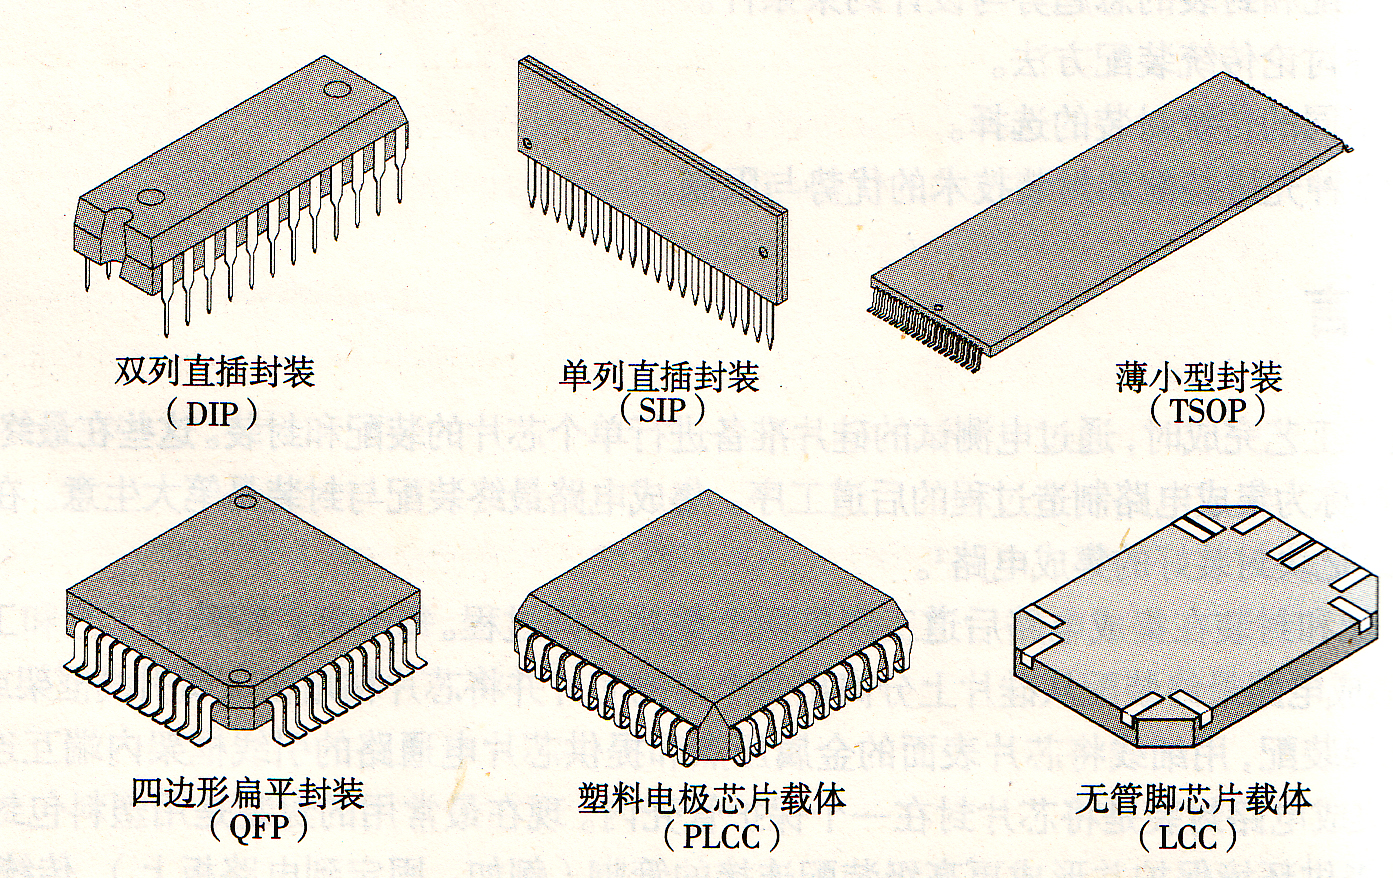 双列直插封装
（DIP）
单列直插封装
（SIP）
薄小型封装
（TSOP）
四边形扁平封装
（QFP）
塑料电极芯片载体
（PLCC）
无管脚芯片载体
（LCC）